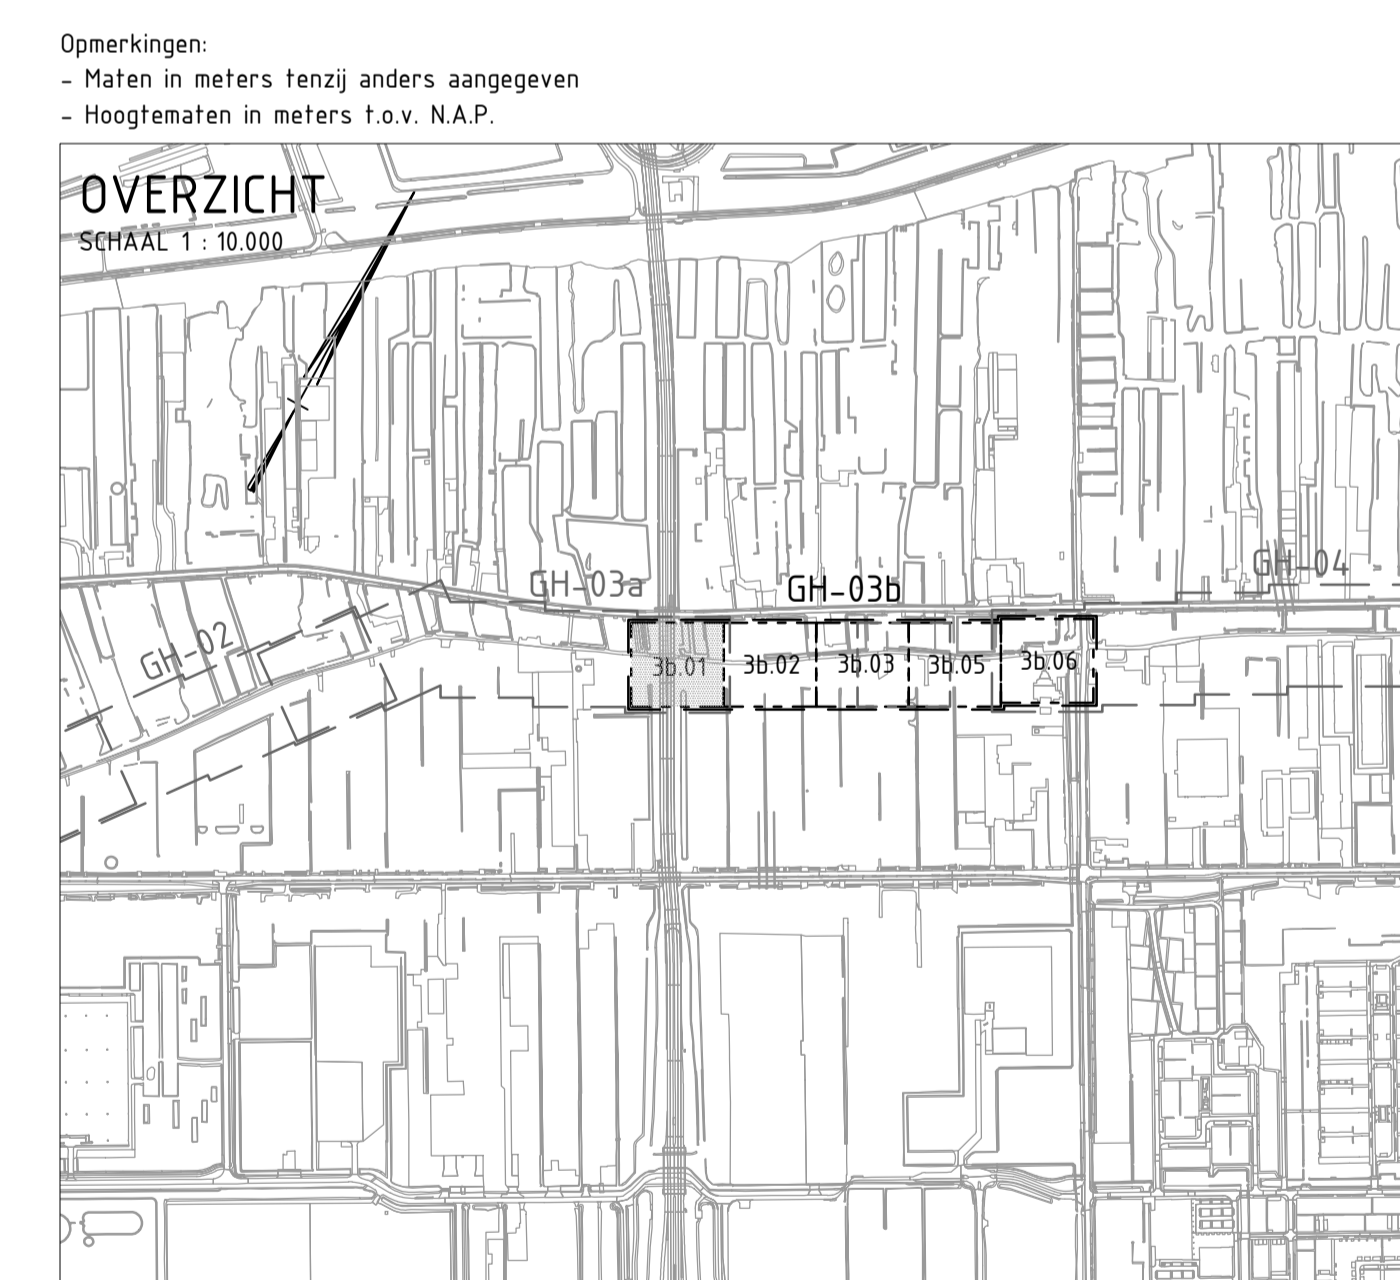 Opmerkingen:
- Maten in meters tenzij anders aangegeven
- Hoogtematen in meters t.o.v. N.A.P.
OVERZICHT
SCHAAL 1 : 10.000
GH-04
GH-03a
GH-03b
GH-02
3b.01
3b.02
3b.03
3b.05
3b.06